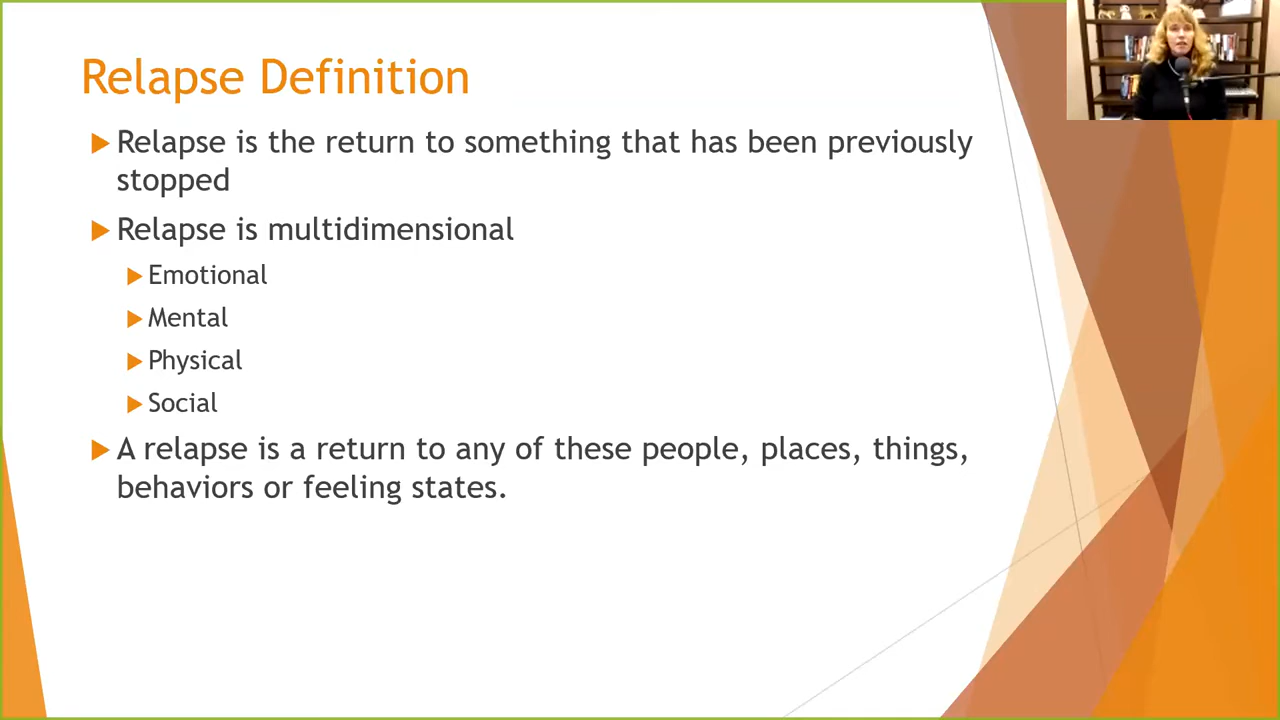 Relapse Definition
Relapse is the return to something that has been previously
stopped
Relapse is multidimensional
Emotional
Mental
Physical
Social
A relapse is a return to any of these people, places, things,
behaviors or feeling states.